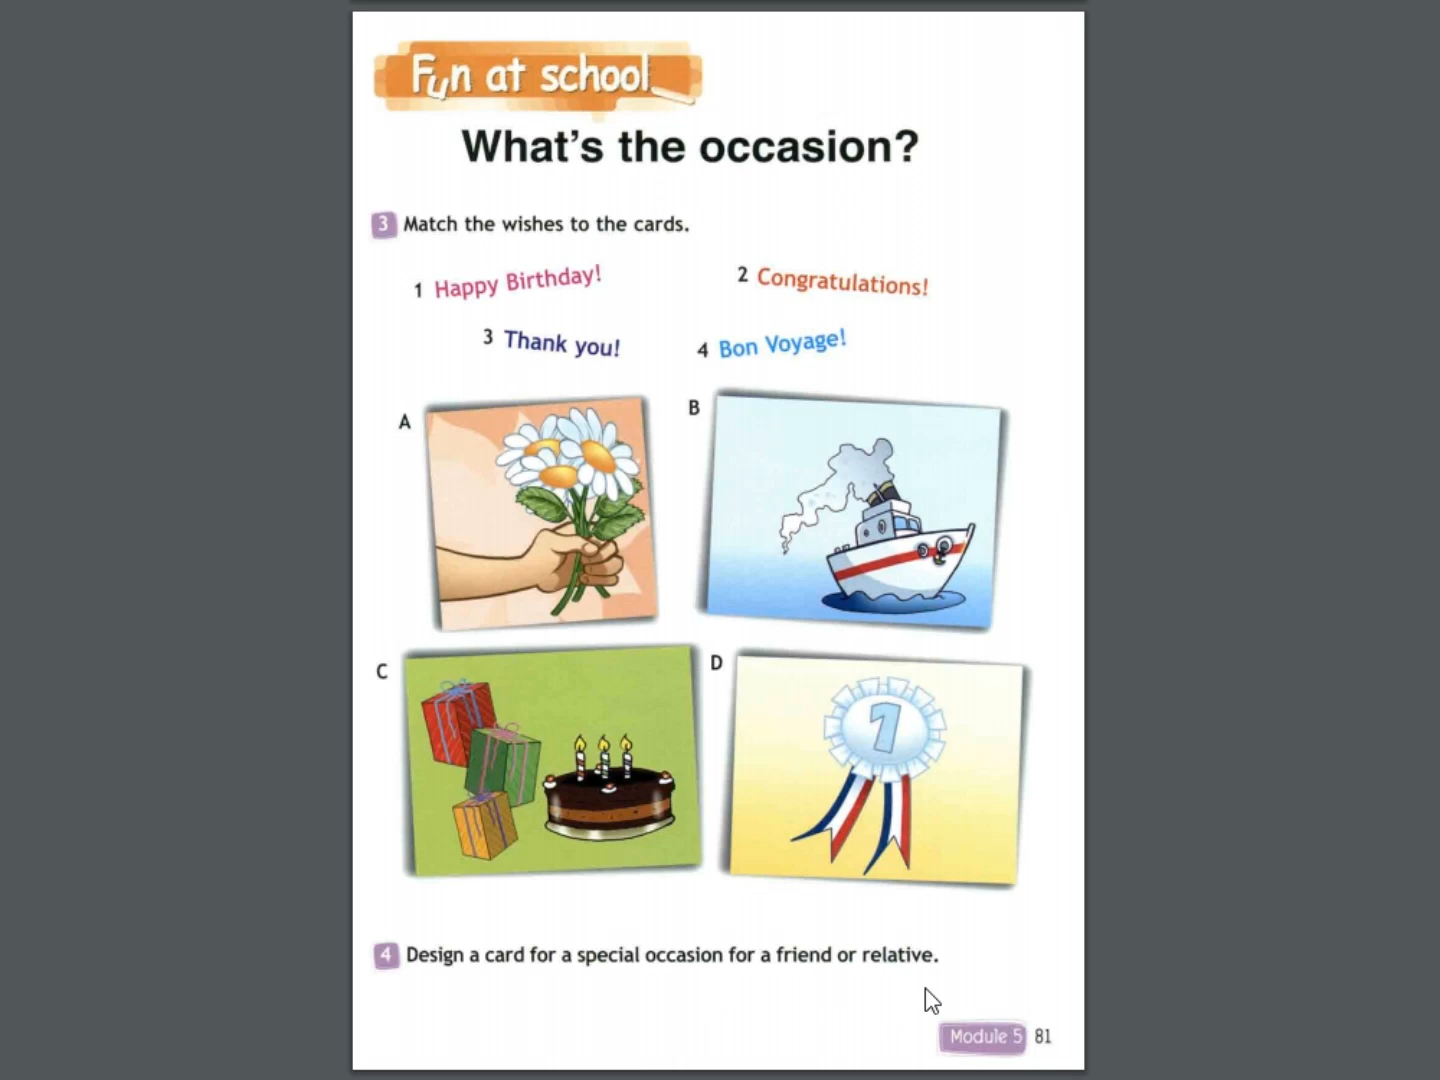 Fun at school
What's the occasion?
3 Match the wishes to the cards.
1 Happy Birthday!
2 Congratulations!
3 Thank you!
4 Bon Voyage!
A
B
C
D
1
4 Design a card for a special occasion for a friend or relative.
Module 5 81